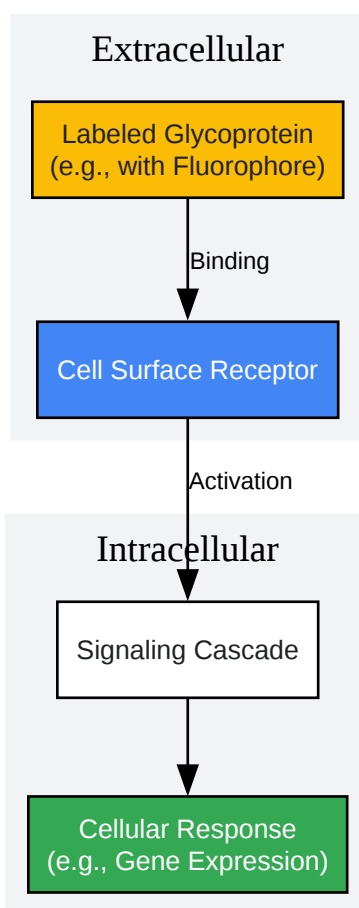 Extracellular
Labeled Glycoprotein
(e.g., with Fluorophore)
Binding
Cell Surface Receptor
Activation
Intracellular
Signaling Cascade
Cellular Response
(e.g., Gene Expression)